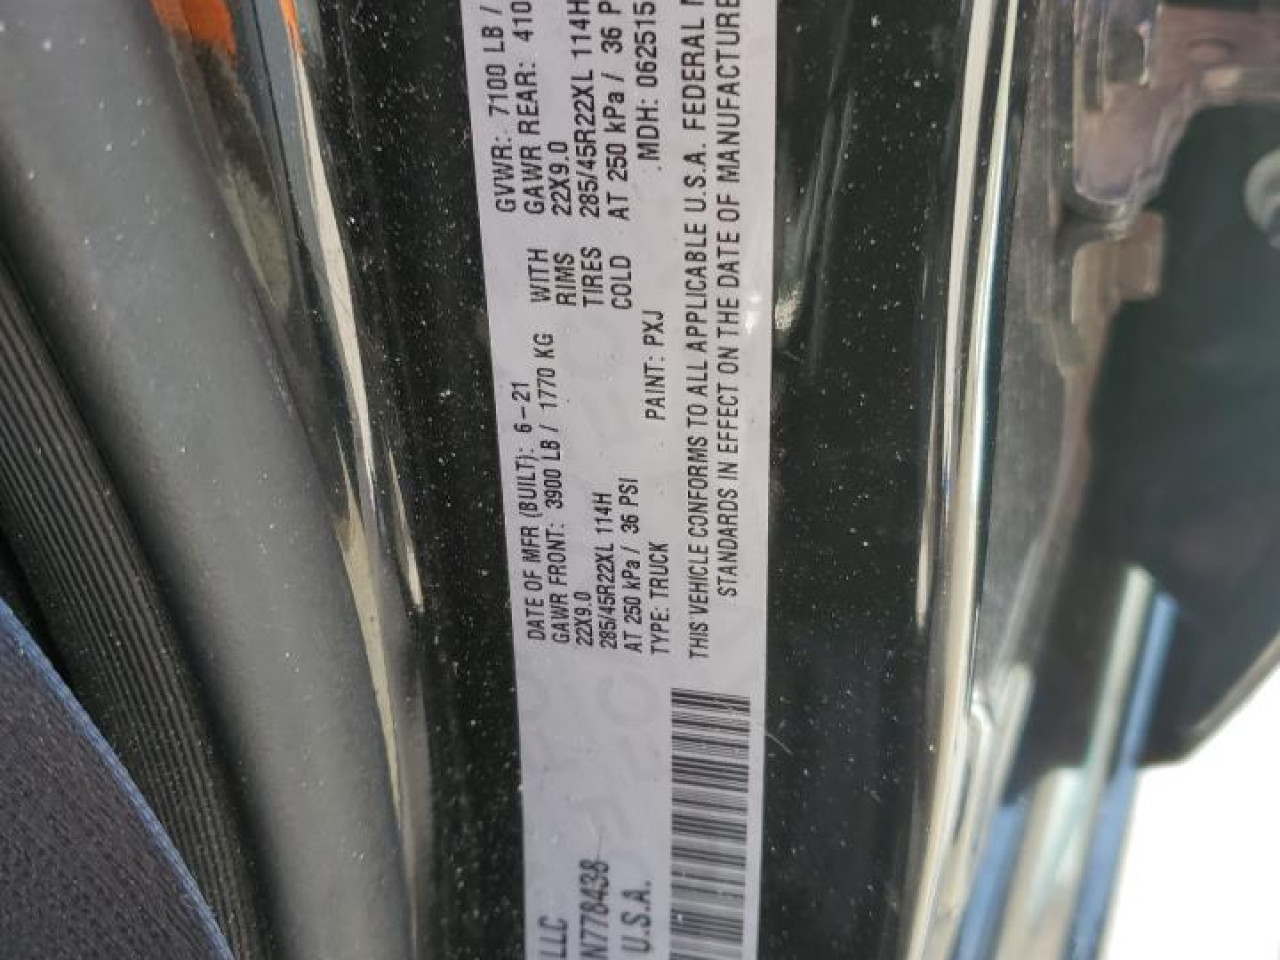 LLC
N778438
U.S.A.
DATE OF MFR (BUILT): 6-21 GVWR: 7100 LB /
GAWR FRONT: 3900 LB / 1770 KG WITH GAWR REAR: 410
22X9.0 RIMS 22X9.0
285/45R22XL 114H TIRES 285/45R22XL 114H
AT 250 kPa / 36 PSI COLD AT 250 kPa / 36 P
TYPE: TRUCK PAINT: PXJ MDH: 062515
THIS VEHICLE CONFORMS TO ALL APPLICABLE U.S.A. FEDERAL
STANDARDS IN EFFECT ON THE DATE OF MANUFACTURE